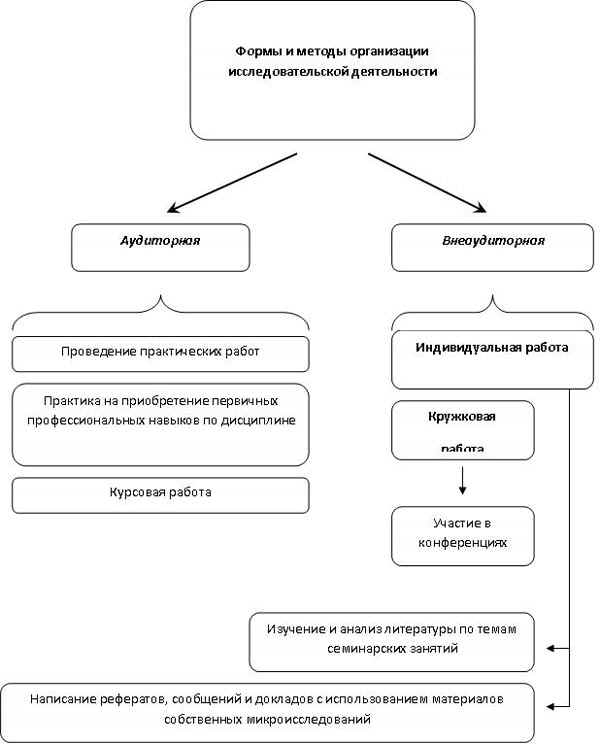 Формы и методы организации
исследовательской деятельности
Аудиторная
Внеаудиторная
Проведение практических работ
Практика на приобретение первичных
профессиональных навыков по дисциплине
Курсовая работа
Индивидуальная работа
Кружковая
работа
Участие в
конференциях
Изучение и анализ литературы по темам
семинарских занятий
Написание рефератов, сообщений и докладов с использованием материалов
собственных микроисследований